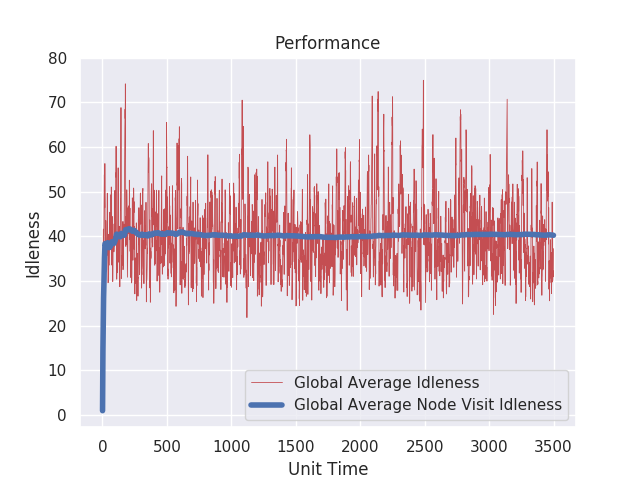 Performance
80
70
60
50
40
30
20
10
0
Idleness
Global Average Idleness
Global Average Node Visit Idleness
0 500 1000 1500 2000 2500 3000 3500
Unit Time